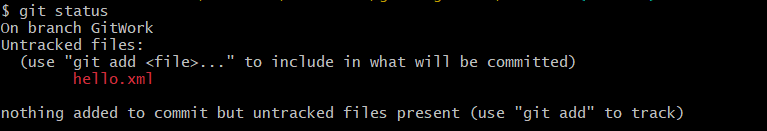 $ git status
On branch GitWork
Untracked files:
  (use "git add <file>..." to include in what will be committed)
        hello.xml

nothing added to commit but untracked files present (use "git add" to track)